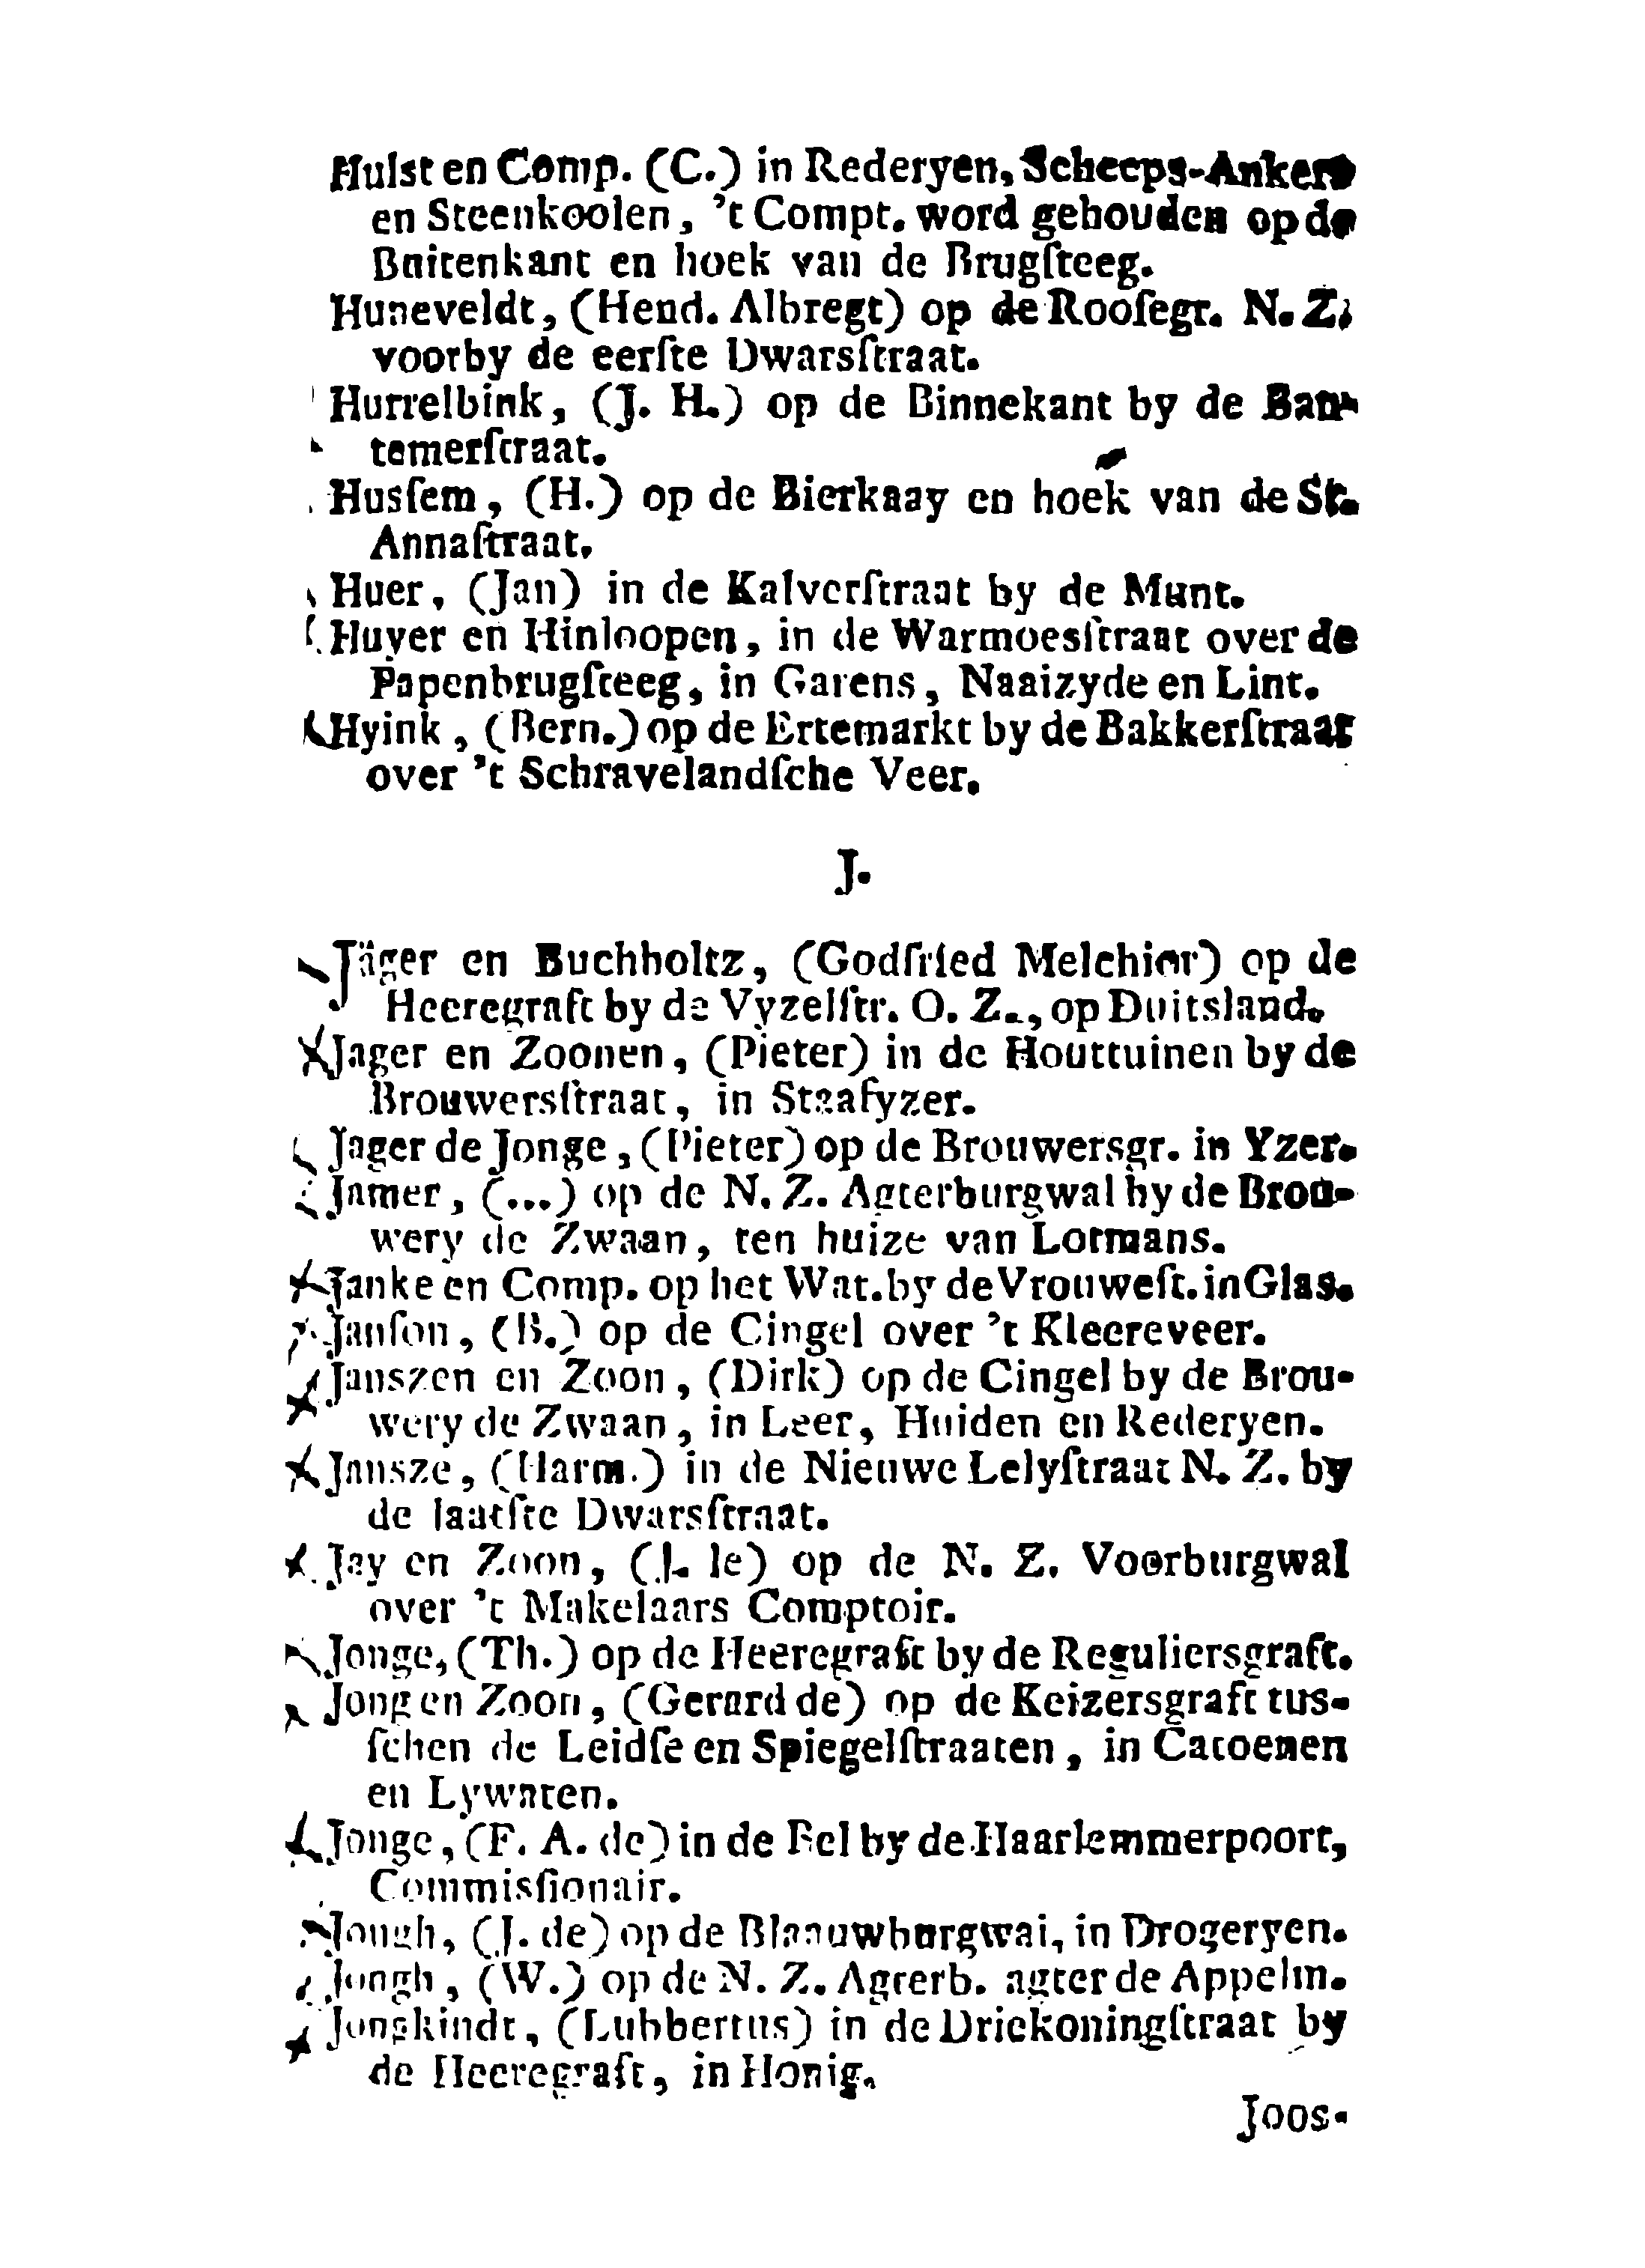 Hulst en Comp. (C.) in Rederyen, Scheeps-Ankers
en Steenkoolen, 't Compt. word gehouden op de
Buitenkant en hoek van de Brugſteeg.
Huneveldt, (Hend. Albregt) op de Rooſegr. N. Z.
voorby de eerſte Dwarsſtraat.
Hurrelbink, (J. H.) op de Binnekant by de Ban-
temerſtraat.
Husſem, (H.) op de Bierkaay en hoek van de St.
Annaſtraat.
Huer, (Jan) in de Kalverſtraat by de Munt.
Huyer en Hinloopen, in de Warmoesſtraat over de
Papenbrugſteeg, in Garens, Naaizyde en Lint.
Hyink, (Bern.) op de Ertemarkt by de Bakkerſtraat
over 't Schravelandſche Veer.
J.
Jäger en Buchholtz, (Godfried Melchior) op de
Heeregraft by de Vyzelſtr. O. Z., op Duitsland.
Jager en Zoonen, (Pieter) in de Houttuinen by de
Brouwersſtraat, in Staafyzer.
Jager de Jonge, (Pieter) op de Brouwersgr. in Yzer.
Jamer, (...) op de N. Z. Agterburgwal by de Brou-
wery de Zwaan, ten huize van Lotmans.
Janke en Comp. op het Wat. by de Vrouweſt. in Glas.
Janſon, (B.) op de Cingel over 't Kleereveer.
Janszen en Zoon, (Dirk) op de Cingel by de Brou-
wery de Zwaan, in Leer, Huiden en Rederyen.
Jansze, (Harm.) in de Nieuwe Lelyſtraat N. Z. by
de laatſte Dwarsſtraat.
Jay en Zoon, (J. le) op de N. Z. Voorburgwal
over 't Makelaars Comptoir.
Jonge, (Th.) op de Heeregraft by de Reguliersgraft.
Jong en Zoon, (Gerard de) op de Keizersgraft tus-
ſchen de Leidſe en Spiegelſtraaten, in Catoenen
en Lywaten.
Jonge, (F. A. de) in de Bel by de Haarlemmerpoort,
Commisſionair.
Jongh, (J. de) op de Blaauwburgwal, in Drogeryen.
Jongh, (W.) op de N. Z. Agterb. agter de Appelm.
Jongkindt, (Lubbertus) in de Driekoningſtraat by
de Heeregraft, in Honig.
Joos-